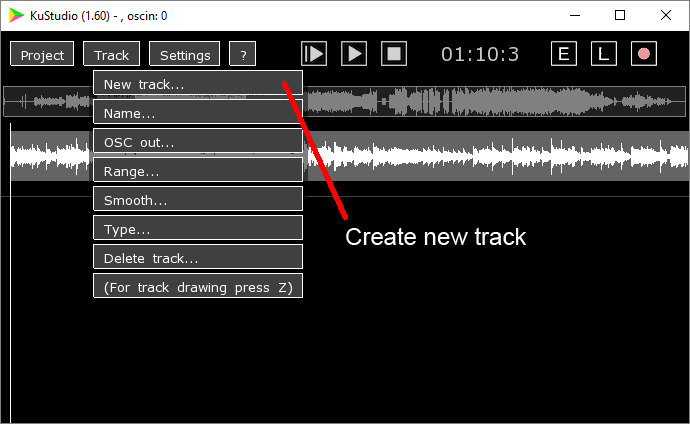 KuStudio (1.60) - , oscin: 0
Project Track Settings ? 01:10:3 E L
New track...
Name...
OSC out...
Range...
Smooth...
Type...
Create new track
Delete track...
(For track drawing press Z)